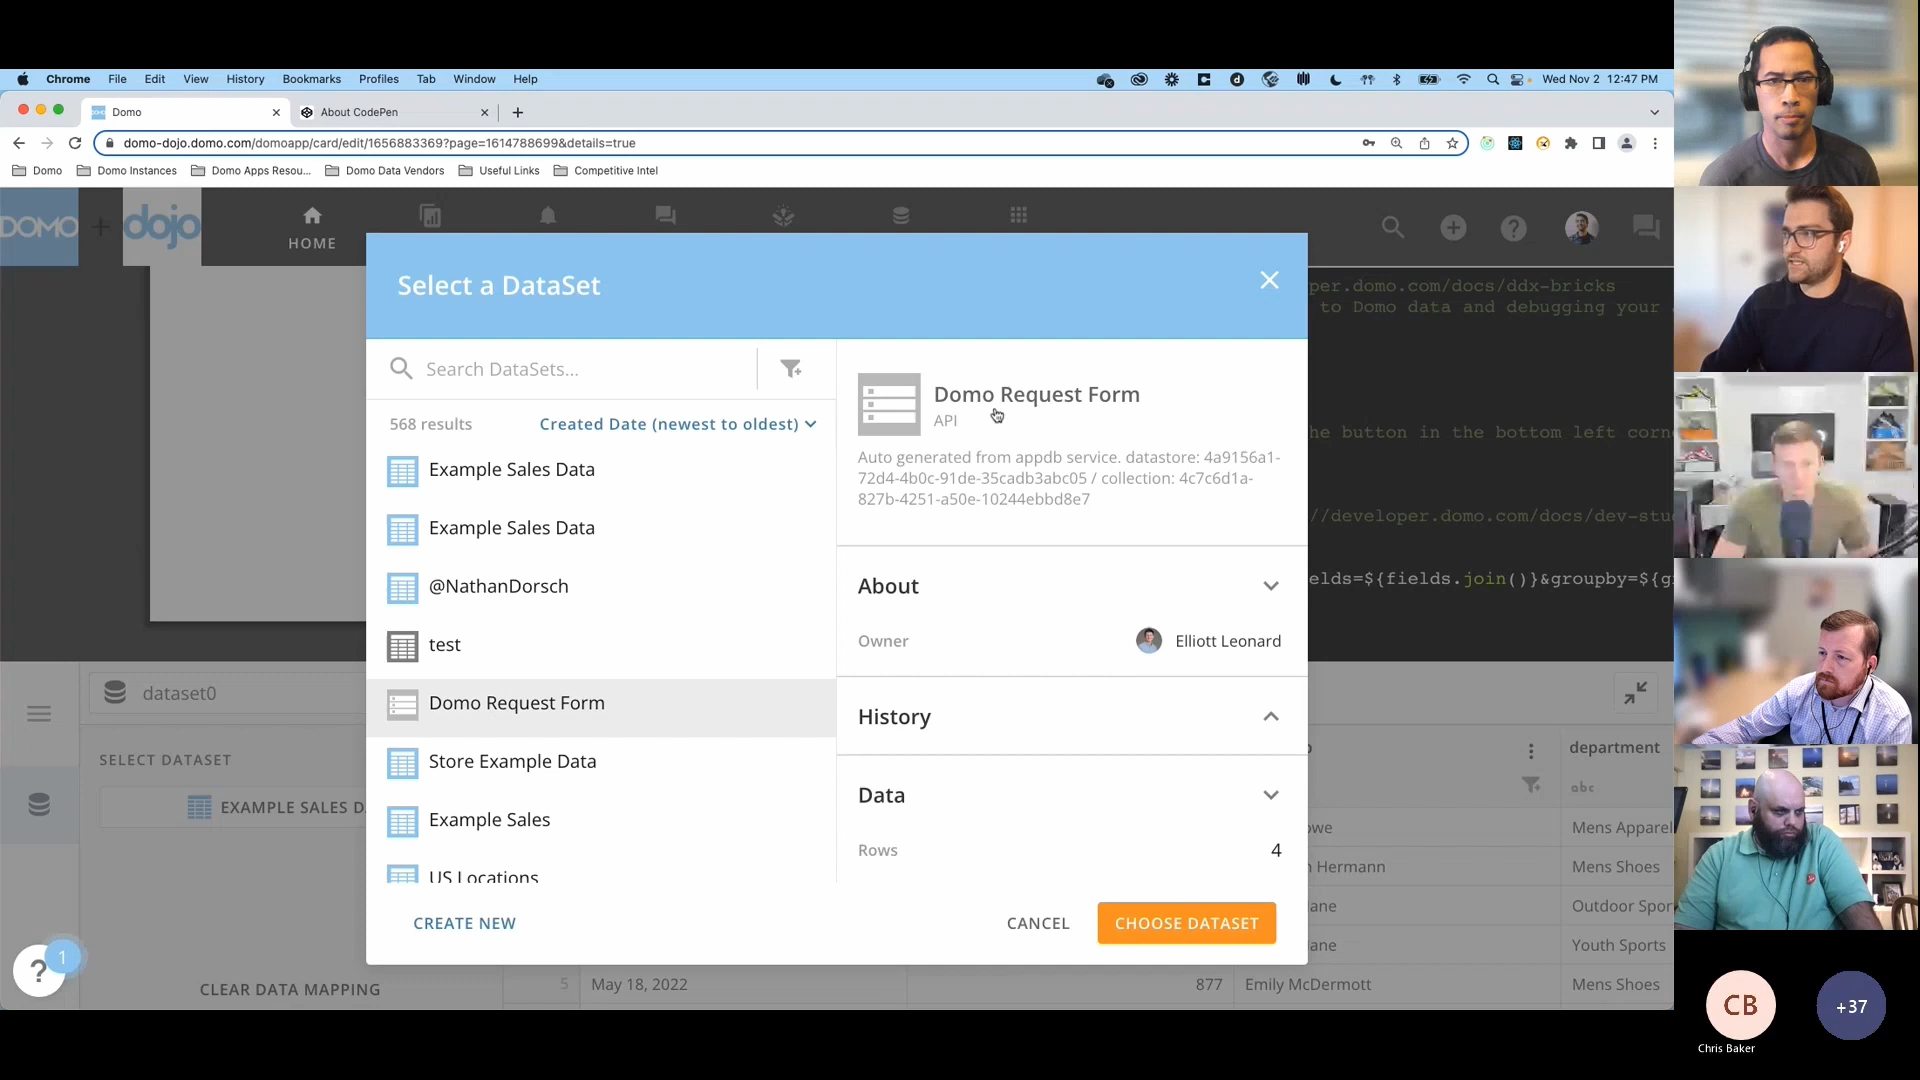 Chrome File Edit View History Bookmarks Profiles Tab Window Help Wed Nov 2 12:47 PM
Domo About CodePen
domo-dojo.domo.com/domoapp/card/edit/1656883369?page=1614788699&details=true
Domo Domo Instances Domo Apps Resou... Domo Data Vendors Useful Links Competitive Intel
DOMO + dojo
HOME
Select a DataSet
per.domo.com/docs/ddx-bricks
to Domo data and debugging your
Search DataSets...
Domo Request Form
API
568 results Created Date (newest to oldest)
he button in the bottom left corn
Auto generated from appdb service. datastore: 4a9156a1-
72d4-4b0c-91de-35cadb3abc05 / collection: 4c7c6d1a-
827b-4251-a50e-10244ebbd8e7
Example Sales Data
Example Sales Data
//developer.domo.com/docs/dev-stu
@NathanDorsch
About
elds=${fields.join()}&groupby=${g
test
Owner Elliott Leonard
Domo Request Form
History
dataset0
Store Example Data
SELECT DATASET
department
Data
abc
EXAMPLE SALES D
Example Sales
Rows 4
we Mens Apparel
n Hermann Mens Shoes
US Locations
ane Outdoor Spor
CREATE NEW CANCEL CHOOSE DATASET
ane Youth Sports
? 1
CLEAR DATA MAPPING
5 May 18, 2022 877 Emily McDermott Mens Shoes
CB +37
Chris Baker